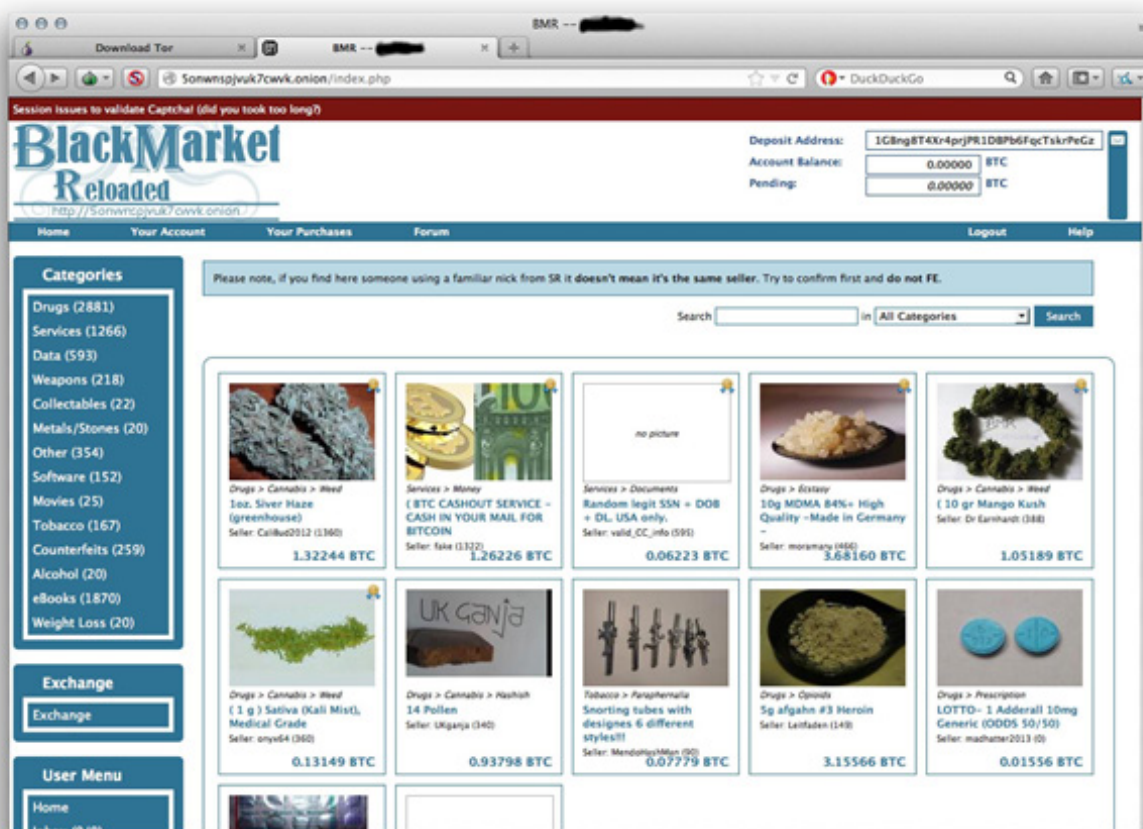 BMR --
Download Tor
BMR --
5onwnspjvuk7cwvk.onion/index.php
DuckDuckGo
Session issues to validate Captcha! (did you took too long?)
BlackMarket
Reloaded
http://5onwnspjvuk7cwvk.onion
Deposit Address:
Account Balance: 0.00000 BTC
Pending: 0.00000 BTC
Home Your Account Your Purchases Forum Logout Help
Please note, if you find here someone using a familiar nick from SR it doesn't mean it's the same seller. Try to confirm first and do not FE.
Search in All Categories Search
Categories
Drugs (2881)
Services (1266)
Data (593)
Weapons (218)
Collectables (22)
Metals/Stones (20)
Other (354)
Software (152)
Movies (25)
Tobacco (167)
Counterfeits (259)
Alcohol (20)
eBooks (1870)
Weight Loss (20)
Exchange
Exchange
User Menu
Home
Drugs > Cannabis > Weed
1oz. Siver Haze
(greenhouse)
Seller: CaliBud2012 (1360)
1.32244 BTC
Services > Money
( BTC CASHOUT SERVICE -
CASH IN YOUR MAIL FOR
BITCOIN
Seller: fake (1322)
1.26226 BTC
no picture
Services > Documents
Random legit SSN + DOB
+ DL. USA only.
Seller: valid_CC_info (595)
0.06223 BTC
Drugs > Ecstasy
10g MDMA 84%+ High
Quality -Made in Germany
-
Seller: moramaru (466)
3.68160 BTC
BMR
Drugs > Cannabis > Weed
( 10 gr Mango Kush
Seller: Dr Earnhardt (388)
1.05189 BTC
Drugs > Cannabis > Weed
( 1 g ) Sativa (Kali Mist),
Medical Grade
Seller: onyx64 (360)
0.13149 BTC
UK GANJA
Drugs > Cannabis > Hashish
14 Pollen
Seller: UKganja (340)
0.93798 BTC
Tobacco > Paraphernalia
Snorting tubes with
designes 6 different
styles!!!
Seller: MendoHashMan (90)
0.07779 BTC
Drugs > Opioids
5g afgahn #3 Heroin
Seller: Leitfaden (149)
3.15566 BTC
Drugs > Prescription
LOTTO- 1 Adderall 10mg
Generic (ODDS 50/50)
Seller: madhatter2013 (0)
0.01556 BTC